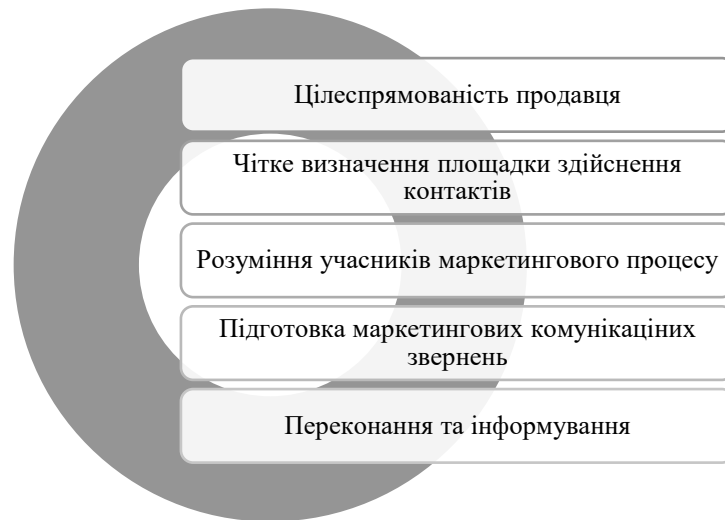 Цілеспрямованість продавця
Чітке визначення площадки здійснення
контактів
Розуміння учасників маркетингового процесу
Підготовка маркетингових комунікаціних
звернень
Переконання та інформування